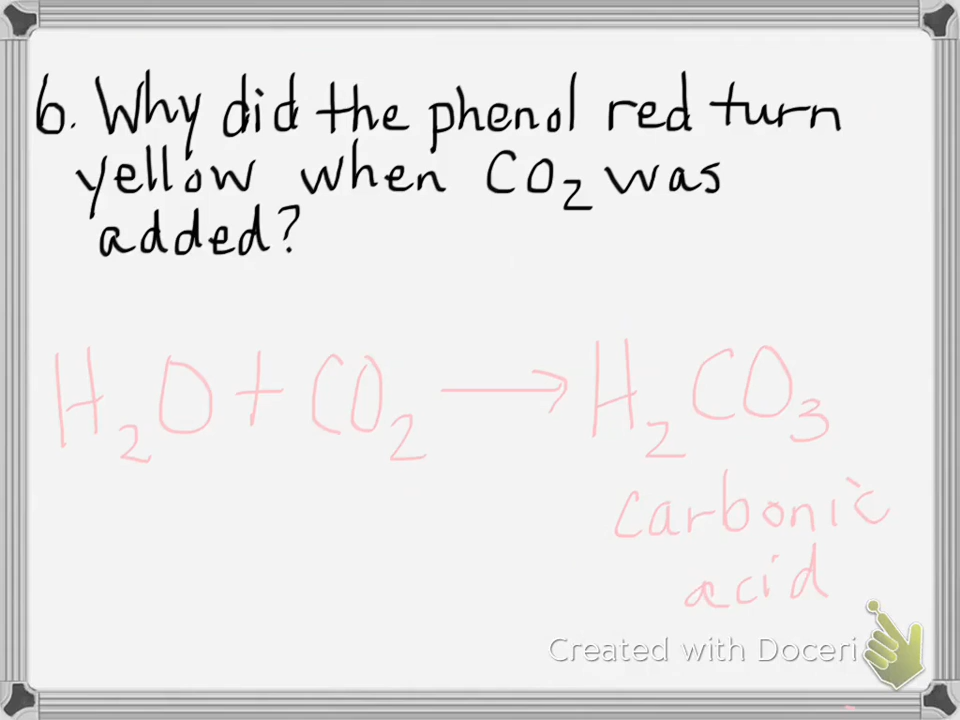 6. Why did the phenol red turn
yellow when CO₂ was
added?
H₂O + CO₂ → H₂CO₃
carbonic
acid
Created with Doceri